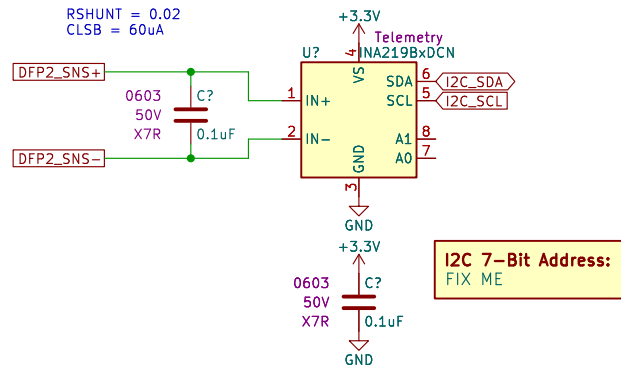 RSHUNT = 0.02
CLSB = 60uA
+3.3V
Telemetry
U?
INA219BxDCN
4
VS
DFP2_SNS+
SDA
6
I2C_SDA
1
IN+
SCL
5
I2C_SCL
0603
C?
50V
X7R
0.1uF
2
IN-
A1
8
A0
7
DFP2_SNS-
GND
3
GND
+3.3V
I2C 7-Bit Address:
FIX ME
0603
C?
50V
X7R
0.1uF
GND